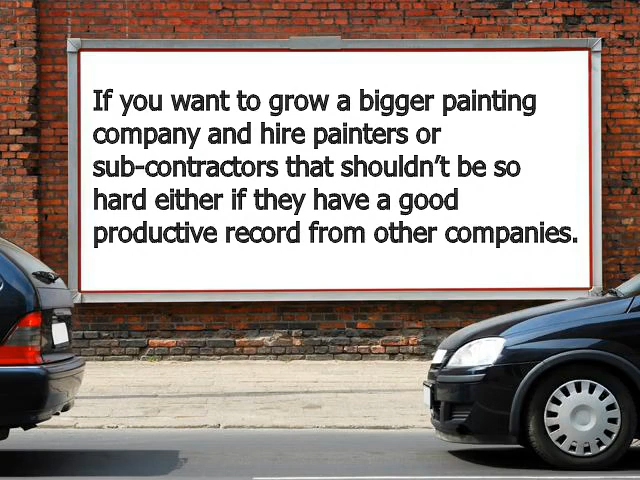 If you want to grow a bigger painting
company and hire painters or
sub-contractors that shouldn’t be so
hard either if they have a good
productive record from other companies.